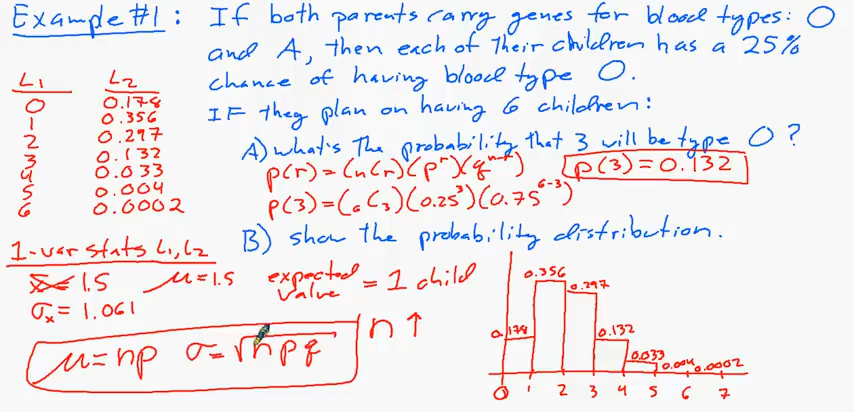 Example #1: If both parents carry genes for blood types: O
and A, then each of their children has a 25%
chance of having blood type O.
IF they plan on having 6 children:
A) what's the probability that 3 will be type O?
p(r) = (nCr)(p^r)(q^n-r) p(3) = 0.132
p(3) = (6C3)(0.25^3)(0.75^6-3)
B) show the probability distribution.
L1 L2
0 0.178
1 0.356
2 0.297
3 0.132
4 0.033
5 0.004
6 0.0002
1-var stats L1, L2
x̄ = 1.5 μ = 1.5
σx = 1.061
expected
value = 1 child
μ = np σ = √npq
n ↑
0.356
0.297
0.178
0.132
0.033
0.004
0.0002
0 1 2 3 4 5 6 7